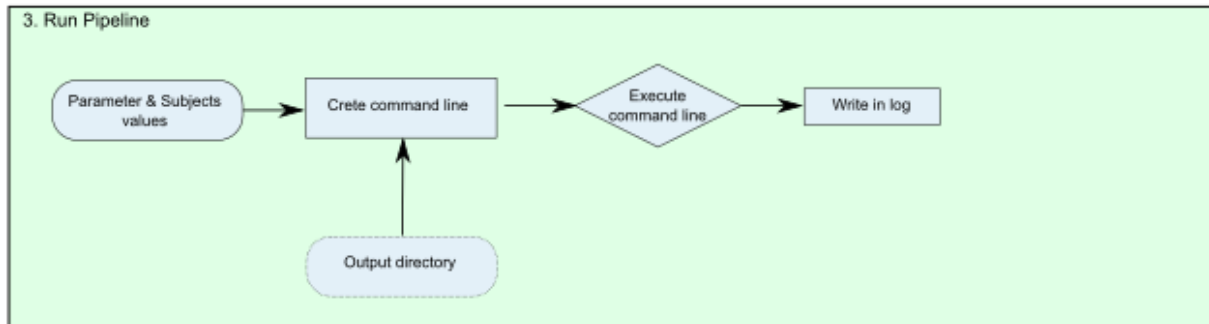 3. Run Pipeline
Parameter & Subjects
values
Crete command line
Execute
command line
Write in log
Output directory